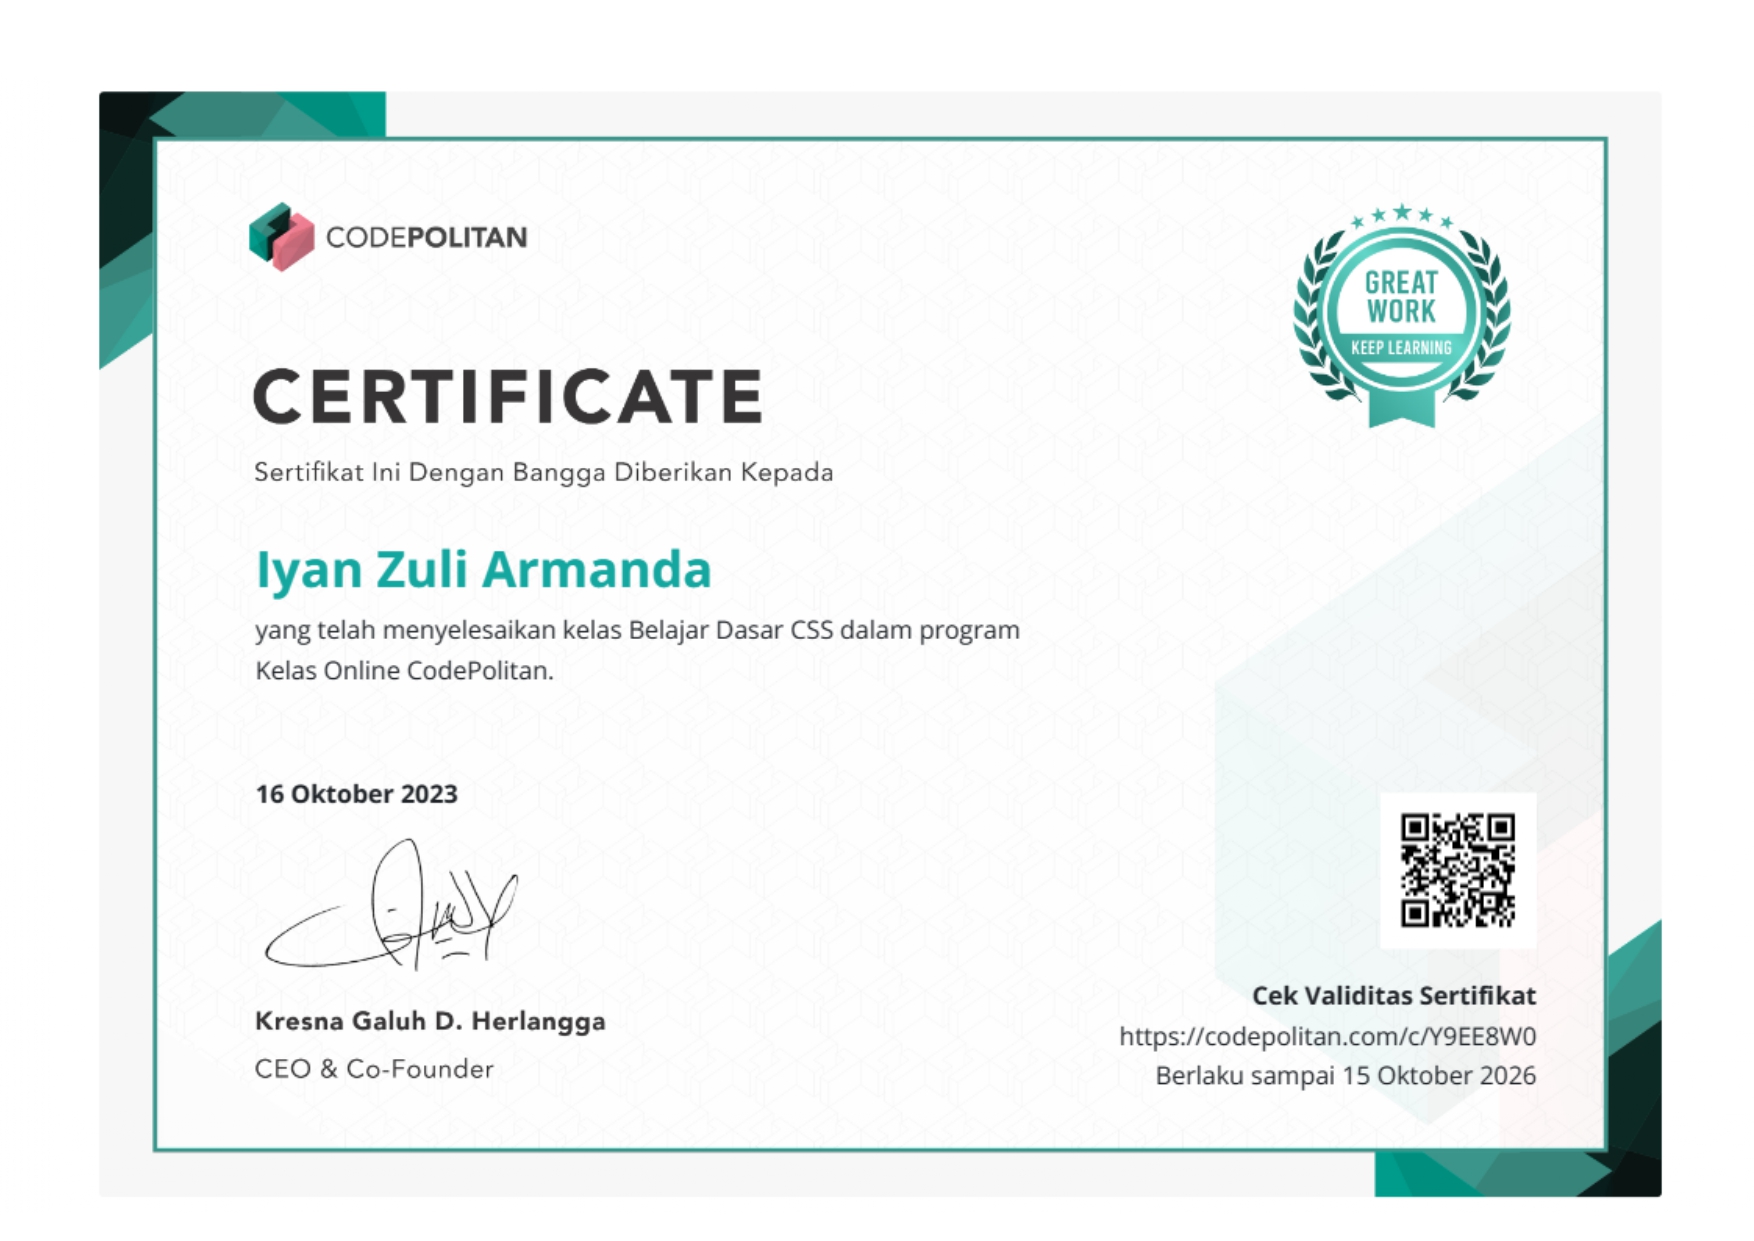 CODEPOLITAN
GREAT
WORK
KEEP LEARNING
CERTIFICATE
Sertifikat Ini Dengan Bangga Diberikan Kepada
Iyan Zuli Armanda
yang telah menyelesaikan kelas Belajar Dasar CSS dalam program
Kelas Online CodePolitan.
16 Oktober 2023
Kresna Galuh D. Herlangga
CEO & Co-Founder
Cek Validitas Sertifikat
https://codepolitan.com/c/Y9EE8W0
Berlaku sampai 15 Oktober 2026